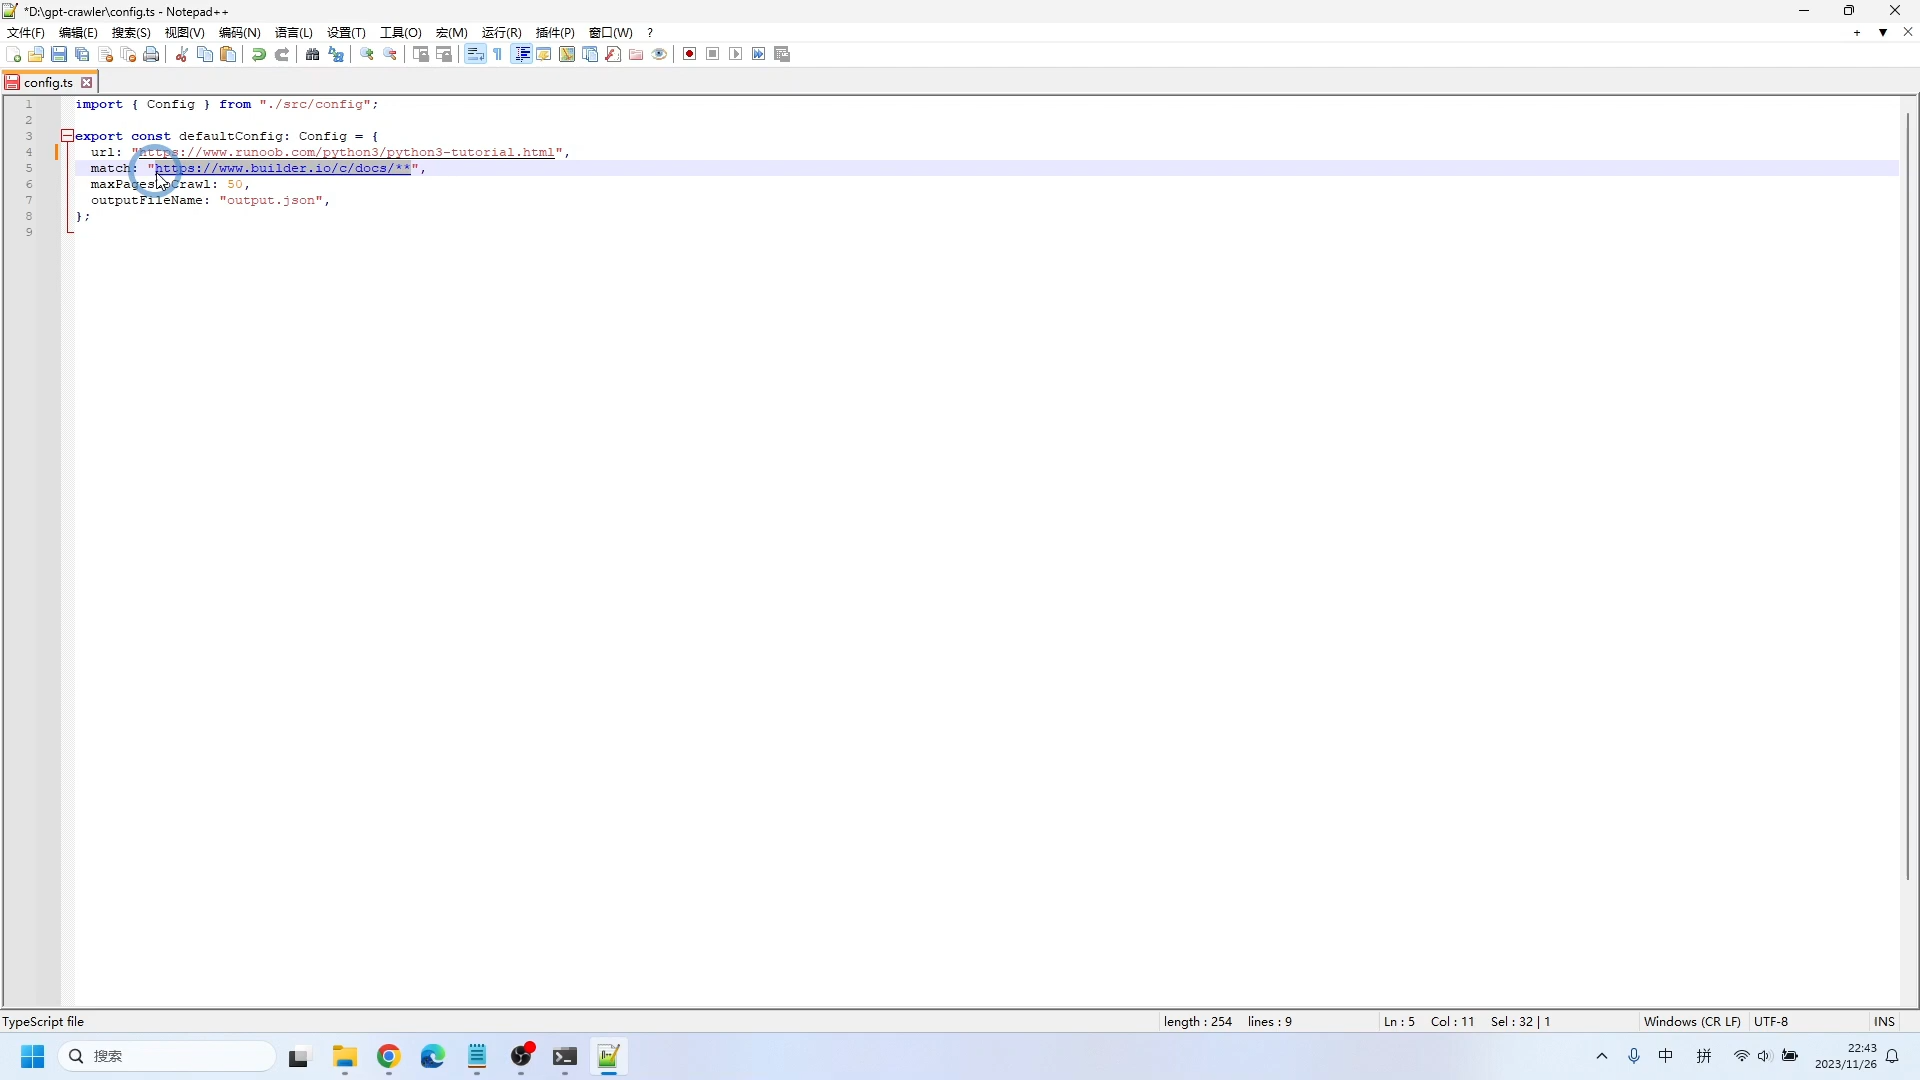 *D:\gpt-crawler\config.ts - Notepad++
文件(F) 编辑(E) 搜索(S) 视图(V) 编码(N) 语言(L) 设置(T) 工具(O) 宏(M) 运行(R) 插件(P) 窗口(W) ?
config.ts
1 import { Config } from "./src/config";
2
3 export const defaultConfig: Config = {
4 url: "https://www.runoob.com/python3/python3-tutorial.html",
5 match: "https://www.builder.io/c/docs/**",
6 maxPagesToCrawl: 50,
7 outputFileName: "output.json",
8 };
9
TypeScript file length : 254 lines : 9 Ln : 5 Col : 11 Sel : 32 | 1 Windows (CR LF) UTF-8 INS
搜索 中 拼 22:43
2023/11/26